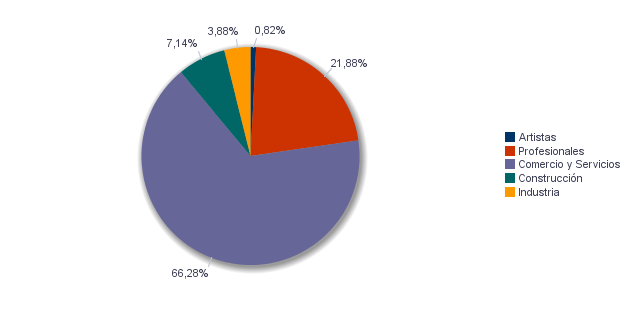 3,88%
0,82%
7,14%
21,88%
66,28%
Artistas
Profesionales
Comercio y Servicios
Construcción
Industria